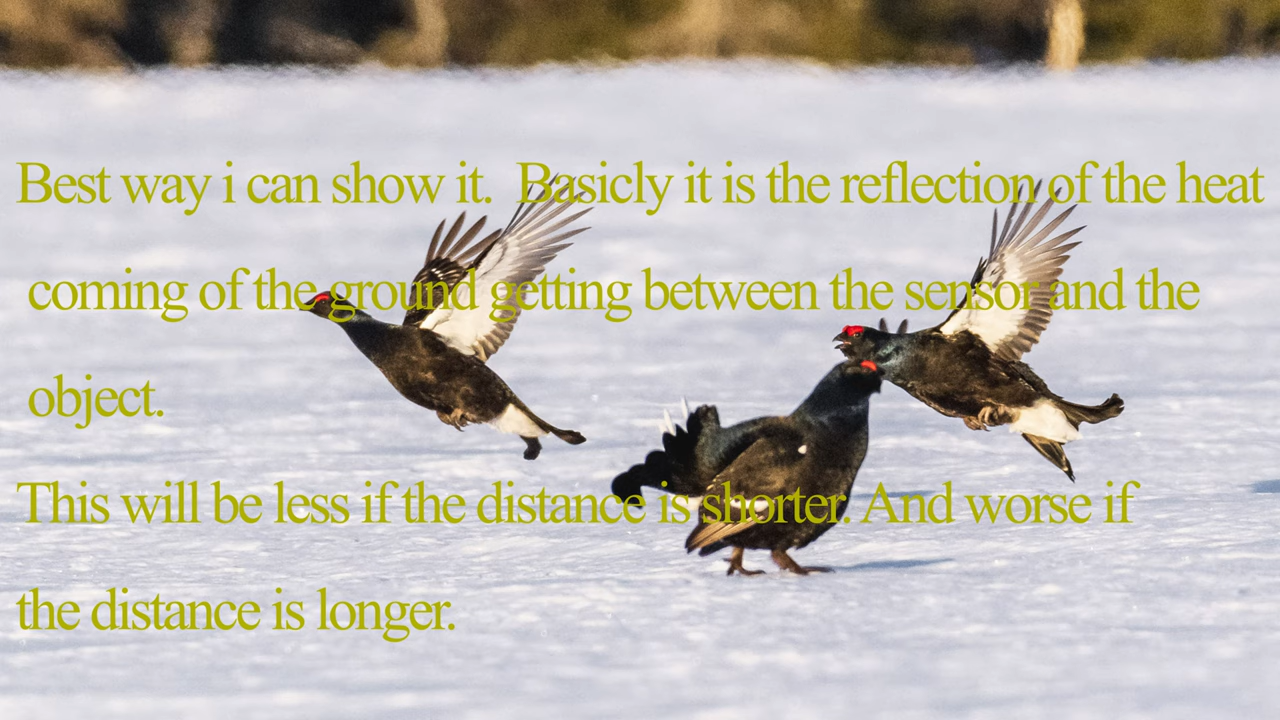 Best way i can show it. Basicly it is the reflection of the heat
coming of the ground getting between the sensor and the
object.
This will be less if the distance is shorter. And worse if
the distance is longer.